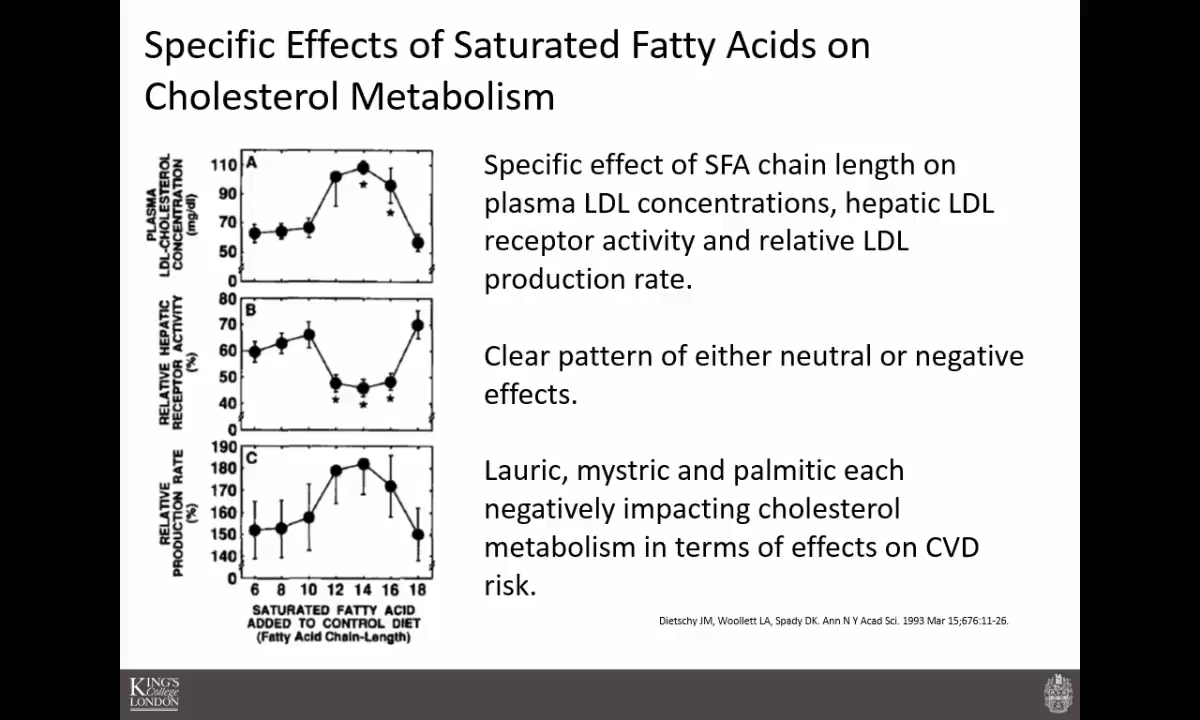 Specific Effects of Saturated Fatty Acids on
Cholesterol Metabolism
PLASMA
LDL-CHOLESTEROL
CONCENTRATION
(mg/dl)
110
90
70
50
0
A
*
*
RELATIVE HEPATIC
RECEPTOR ACTIVITY
(%)
80
70
60
50
40
0
B
*
*
*
RELATIVE
PRODUCTION RATE
(%)
190
180
170
160
150
140
0
C
6 8 10 12 14 16 18
SATURATED FATTY ACID
ADDED TO CONTROL DIET
(Fatty Acid Chain-Length)
Specific effect of SFA chain length on
plasma LDL concentrations, hepatic LDL
receptor activity and relative LDL
production rate.
Clear pattern of either neutral or negative
effects.
Lauric, mystric and palmitic each
negatively impacting cholesterol
metabolism in terms of effects on CVD
risk.
Dietschy JM, Woollett LA, Spady DK. Ann N Y Acad Sci. 1993 Mar 15;676:11-26.
KING'S
College
LONDON